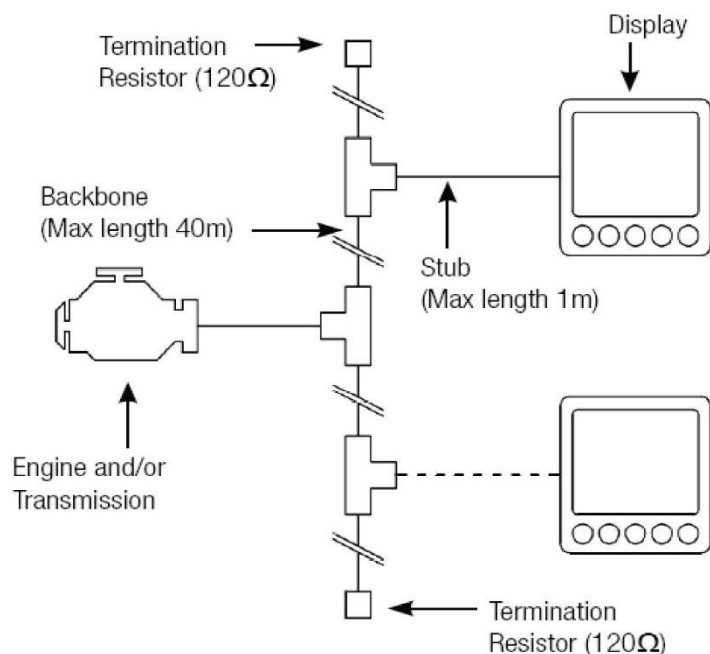 Termination
Resistor (120Ω)
Display
Backbone
(Max length 40m)
Stub
(Max length 1m)
Engine and/or
Transmission
Termination
Resistor (120Ω)